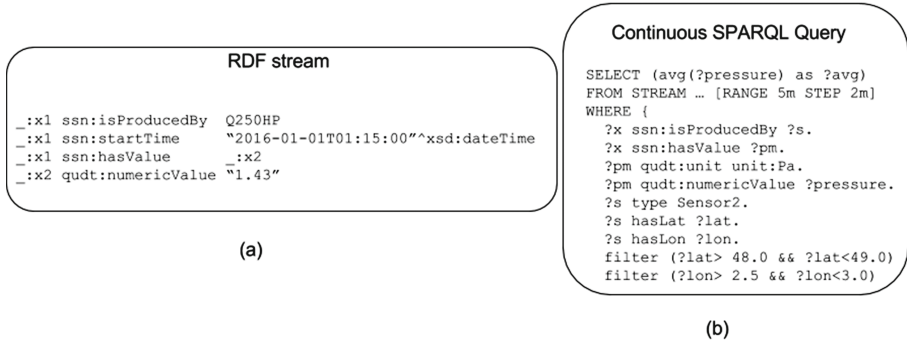 RDF stream
_:x1 ssn:isProducedBy Q250HP
_:x1 ssn:startTime “2016-01-01T01:15:00”^xsd:dateTime
_:x1 ssn:hasValue _:x2
_:x2 qudt:numericValue “1.43”
(a)
Continuous SPARQL Query
SELECT (avg(?pressure) as ?avg)
FROM STREAM … [RANGE 5m STEP 2m]
WHERE {
?x ssn:isProducedBy ?s.
?x ssn:hasValue ?pm.
?pm qudt:unit unit:Pa.
?pm qudt:numericValue ?pressure.
?s type Sensor2.
?s hasLat ?lat.
?s hasLon ?lon.
filter (?lat> 48.0 && ?lat<49.0)
filter (?lon> 2.5 && ?lon<3.0)
(b)